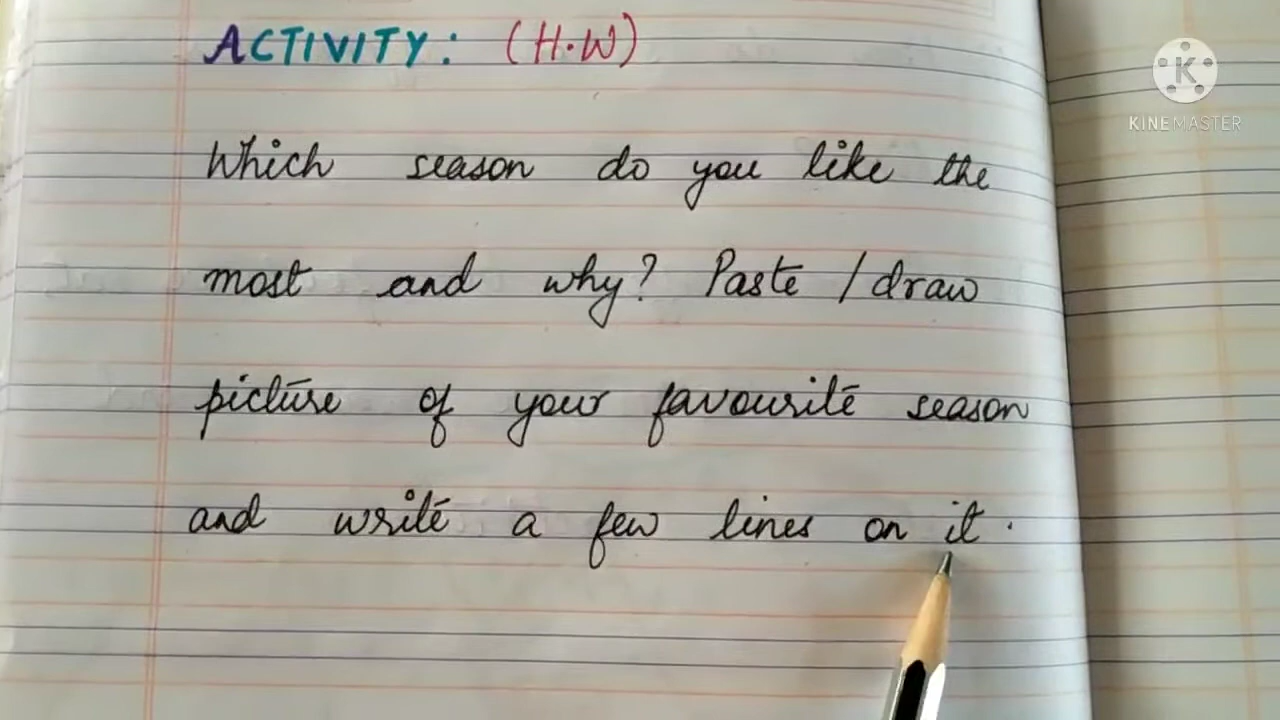 ACTIVITY: (H.W)
K
KINEMASTER
Which season do you like the
most and why? Paste / draw
picture of your favourite season
and write a few lines on it.